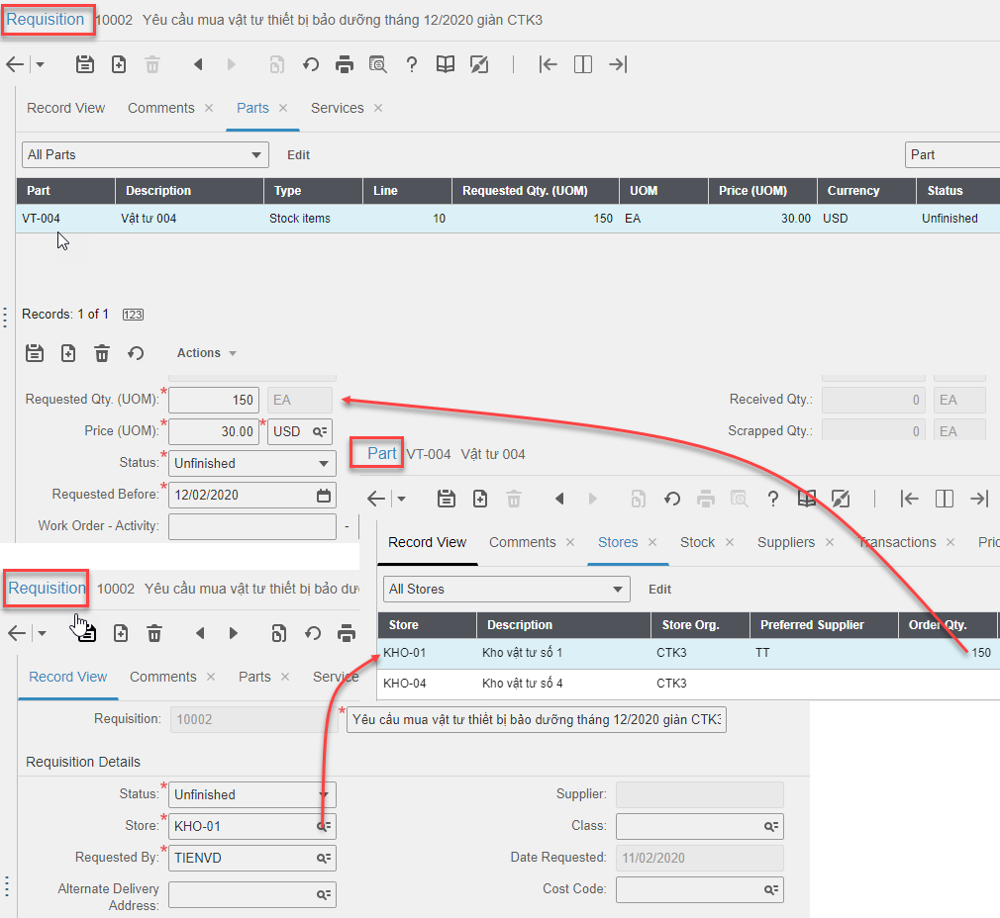 Requisition 10002 Yêu cầu mua vật tư thiết bị bảo dưỡng tháng 12/2020 giàn CTK3
Record View Comments × Parts × Services ×
All Parts Edit Part
Part Description Type Line Requested Qty. (UOM) UOM Price (UOM) Currency Status
VT-004 Vật tư 004 Stock items 10 150 EA 30.00 USD Unfinished
Records: 1 of 1 123
Actions
Requested Qty. (UOM): * 150 EA Received Qty.: 0 EA
Price (UOM): * 30.00 * USD Scrapped Qty.: 0 EA
Status: * Unfinished
Requested Before: * 12/02/2020
Work Order - Activity: -
Part VT-004 Vật tư 004
Record View Comments × Stores × Stock × Suppliers × Transactions × Pric
All Stores Edit
Store Description Store Org. Preferred Supplier Order Qty.
KHO-01 Kho vật tư số 1 CTK3 TT 150
KHO-04 Kho vật tư số 4 CTK3
Requisition 10002 Yêu cầu mua vật tư thiết bị bảo dư
Record View Comments × Parts × Service
Requisition: 10002 * Yêu cầu mua vật tư thiết bị bảo dưỡng tháng 12/2020 giàn CTK3
Requisition Details
Status: * Unfinished Supplier:
Store: * KHO-01 Class:
Requested By: * TIENVD Date Requested: 11/02/2020
Alternate Delivery Address: Cost Code: